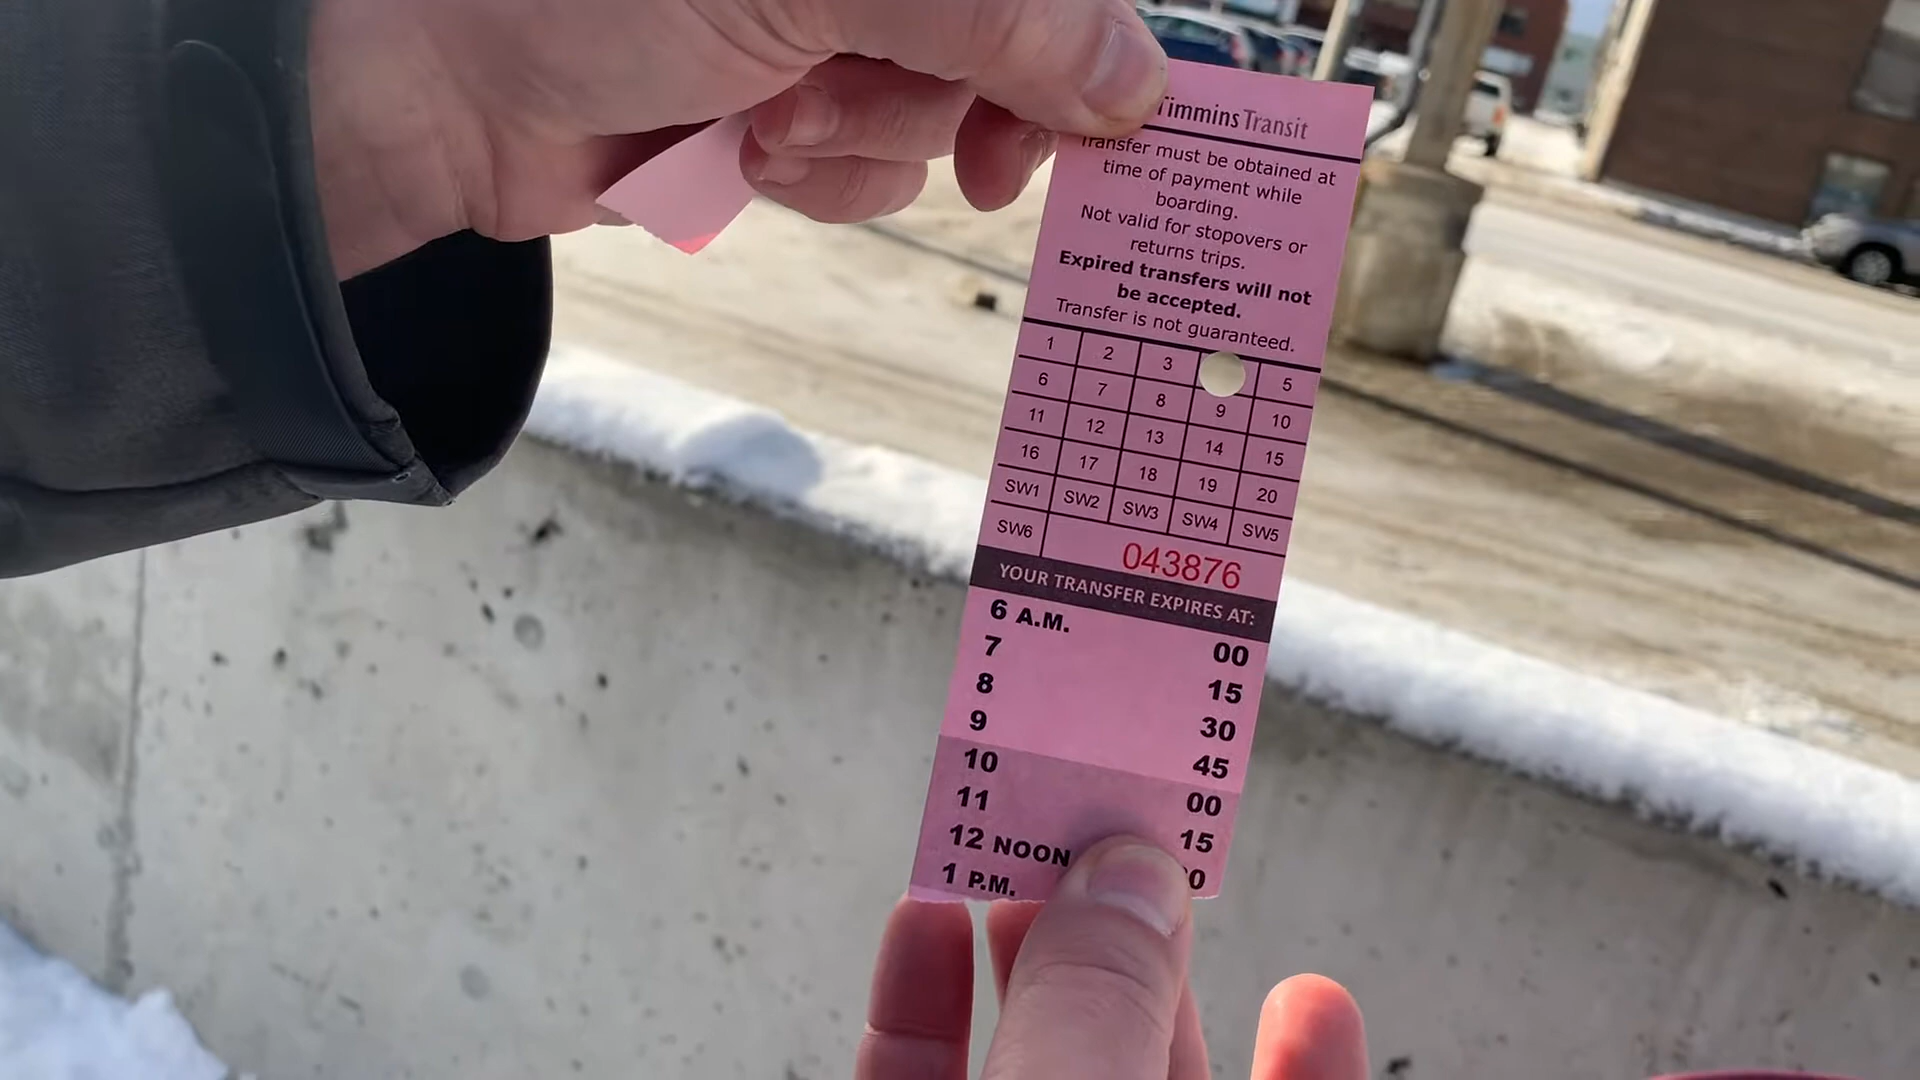 Timmins Transit
Transfer must be obtained at
time of payment while
boarding.
Not valid for stopovers or
returns trips.
Expired transfers will not
be accepted.
Transfer is not guaranteed.
1 2 3 5
6 7 8 9 10
11 12 13 14 15
16 17 18 19 20
SW1 SW2 SW3 SW4 SW5
SW6
043876
YOUR TRANSFER EXPIRES AT:
6 A.M.
7 00
8 15
9 30
10 45
11 00
12 NOON 15
1 P.M. 0